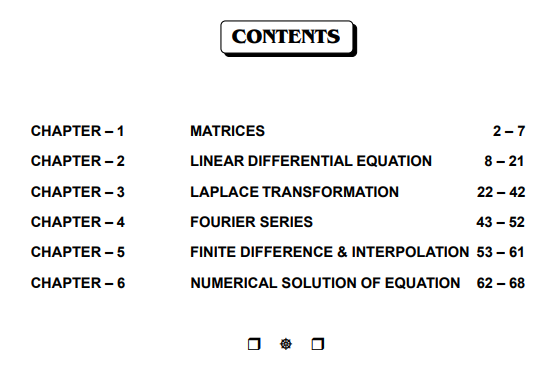 CONTENTS
CHAPTER – 1 MATRICES 2 – 7
CHAPTER – 2 LINEAR DIFFERENTIAL EQUATION 8 – 21
CHAPTER – 3 LAPLACE TRANSFORMATION 22 – 42
CHAPTER – 4 FOURIER SERIES 43 – 52
CHAPTER – 5 FINITE DIFFERENCE & INTERPOLATION 53 – 61
CHAPTER – 6 NUMERICAL SOLUTION OF EQUATION 62 – 68